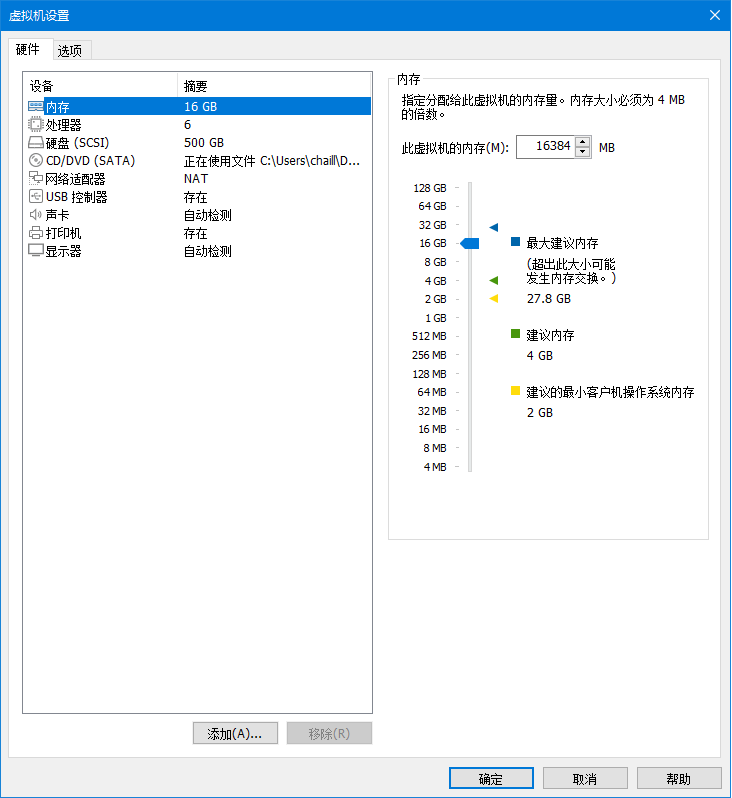 虚拟机设置
硬件 选项
设备 摘要
内存 16 GB
处理器 6
硬盘 (SCSI) 500 GB
CD/DVD (SATA) 正在使用文件 C:\Users\chaill\D...
网络适配器 NAT
USB 控制器 存在
声卡 自动检测
打印机 存在
显示器 自动检测
添加(A)... 移除(R)
内存
指定分配给此虚拟机的内存量。内存大小必须为 4 MB
的倍数。
此虚拟机的内存(M): 16384 MB
128 GB
64 GB
32 GB
16 GB
8 GB
4 GB
2 GB
1 GB
512 MB
256 MB
128 MB
64 MB
32 MB
16 MB
8 MB
4 MB
最大建议内存
(超出此大小可能
发生内存交换。)
27.8 GB
建议内存
4 GB
建议的最小客户机操作系统内存
2 GB
确定 取消 帮助